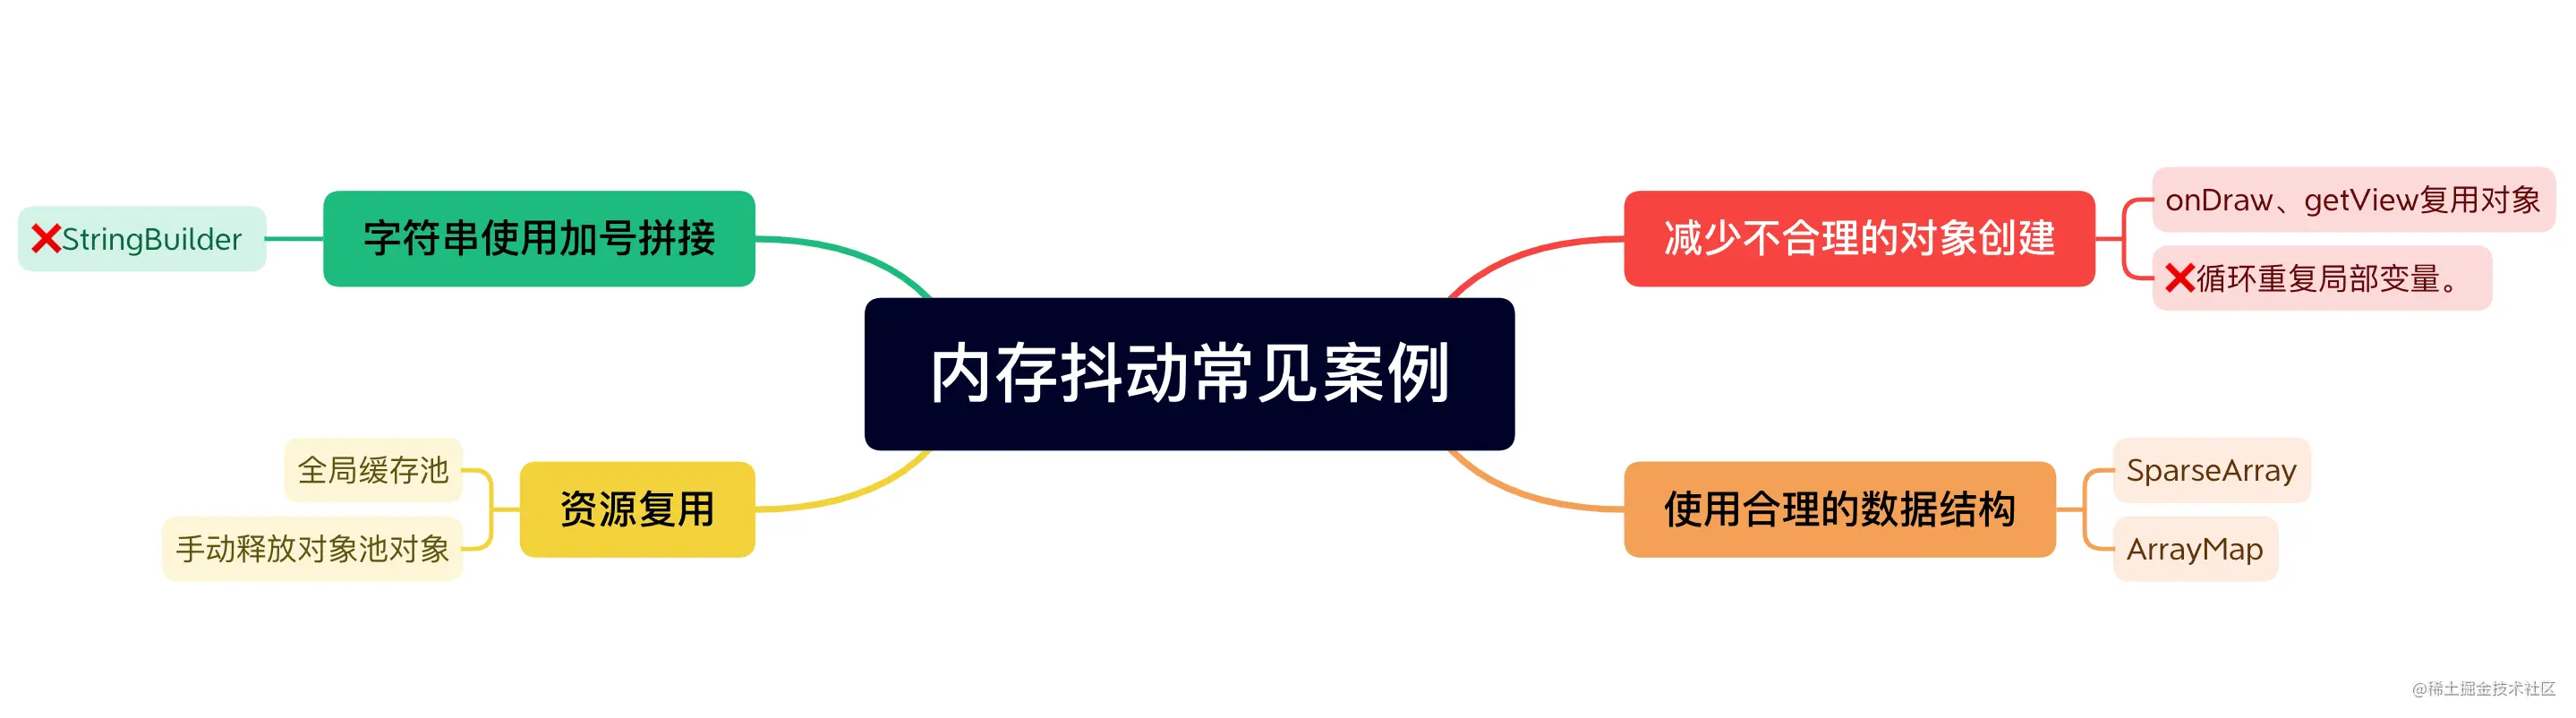 内存抖动常见案例
字符串使用加号拼接
❌StringBuilder
资源复用
全局缓存池
手动释放对象池对象
减少不合理的对象创建
onDraw、getView复用对象
❌循环重复局部变量。
使用合理的数据结构
SparseArray
ArrayMap
@稀土掘金技术社区